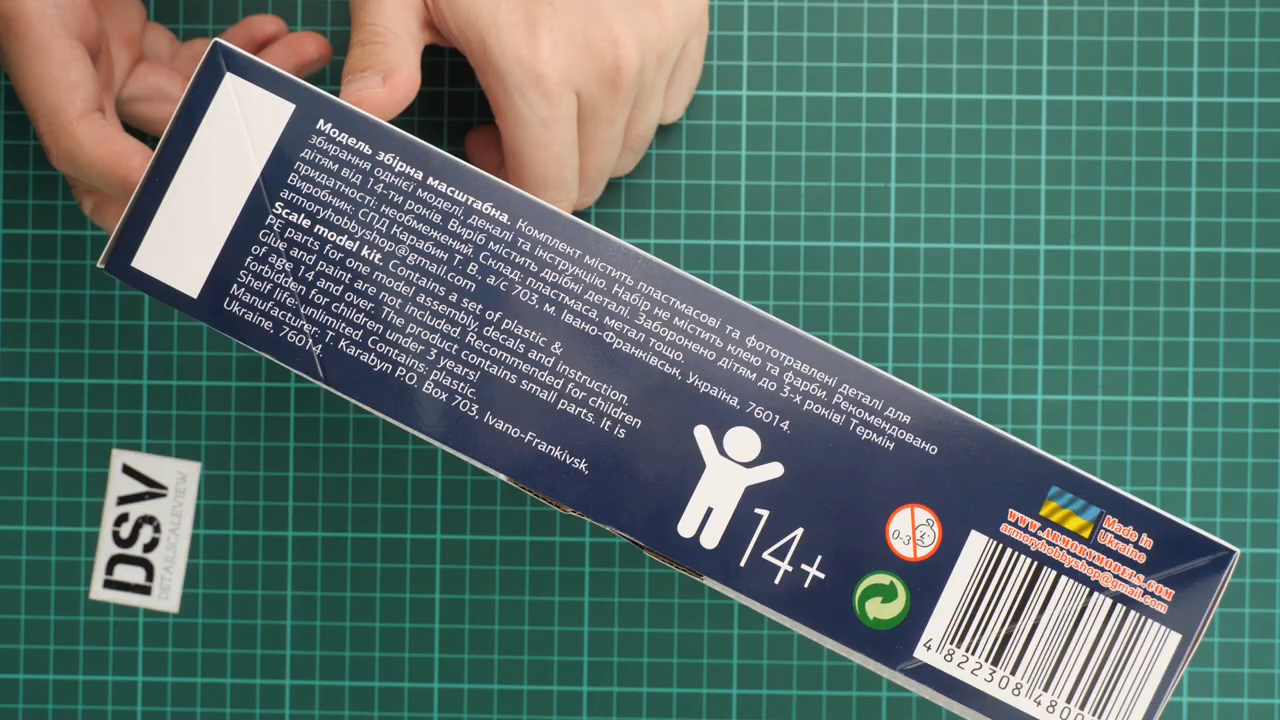 Модель збірна масштабна. Комплект містить пластмасові та фототравлені деталі для
збирання однієї моделі, декалі та інструкцію. Набір не містить клею та фарби. Рекомендовано
дітям від 14-ти років. Виріб містить дрібні деталі. Заборонено дітям до 3-х років! Термін
придатності: необмежений. Склад: пластмаса, метал тощо.
Виробник: СПД Карабин Т. В. а/с 703, м. Івано-Франківськ, Україна, 76014.
armoryhobbyshop@gmail.com
Scale model kit. Contains a set of plastic &
PE parts for one model assembly, decals and instruction.
Glue and paint are not included. Recommended for children
of age 14 and over. The product contains small parts. It is
forbidden for children under 3 years!
Shelf life: unlimited. Contains: plastic.
Manufacturer: T. Karabyn P.O. Box 703, Ivano-Frankivsk,
Ukraine, 76014.
14+
0-3
Made in
Ukraine
WWW.ARMORYMODELS.COM
armoryhobbyshop@gmail.com
4 822308 480
DSV
DETAILSCALEVIEW